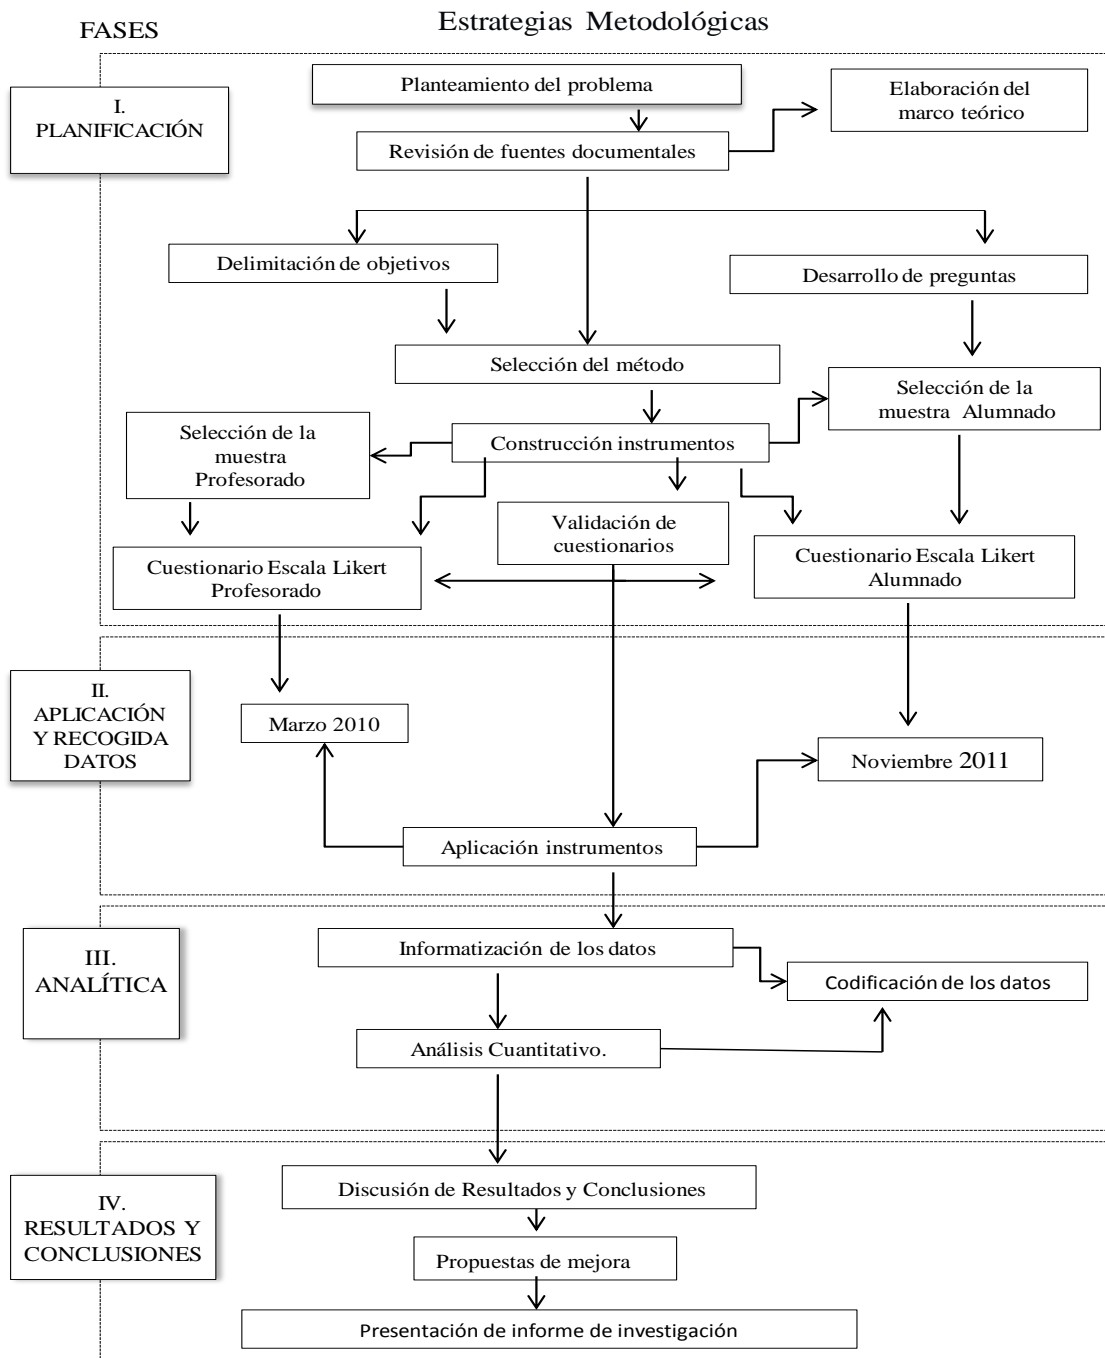 Estrategias Metodológicas
FASES
I.
PLANIFICACIÓN
Planteamiento del problema
Elaboración del
marco teórico
Revisión de fuentes documentales
Delimitación de objetivos
Desarrollo de preguntas
Selección del método
Selección de la
muestra Alumnado
Selección de la
muestra
Profesorado
Construcción instrumentos
Validación de
cuestionarios
Cuestionario Escala Likert
Profesorado
Cuestionario Escala Likert
Alumnado
II.
APLICACIÓN
Y RECOGIDA
DATOS
Marzo 2010
Noviembre 2011
Aplicación instrumentos
III.
ANALÍTICA
Informatización de los datos
Codificación de los datos
Análisis Cuantitativo.
IV.
RESULTADOS Y
CONCLUSIONES
Discusión de Resultados y Conclusiones
Propuestas de mejora
Presentación de informe de investigación